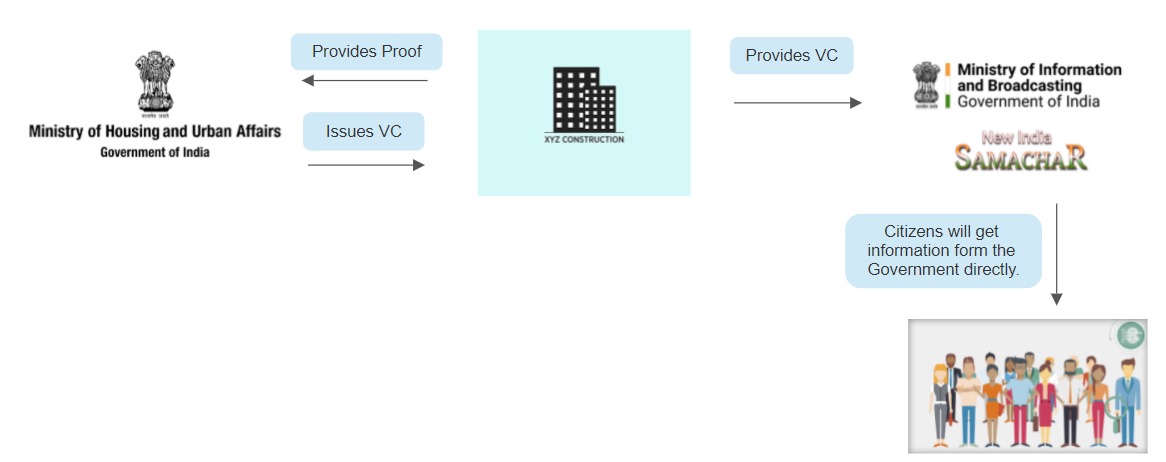 Provides Proof
Ministry of Housing and Urban Affairs
Government of India
Issues VC
XYZ CONSTRUCTION
Provides VC
Ministry of Information
and Broadcasting
Government of India
New India
SAMACHAR
Citizens will get
information form the
Government directly.